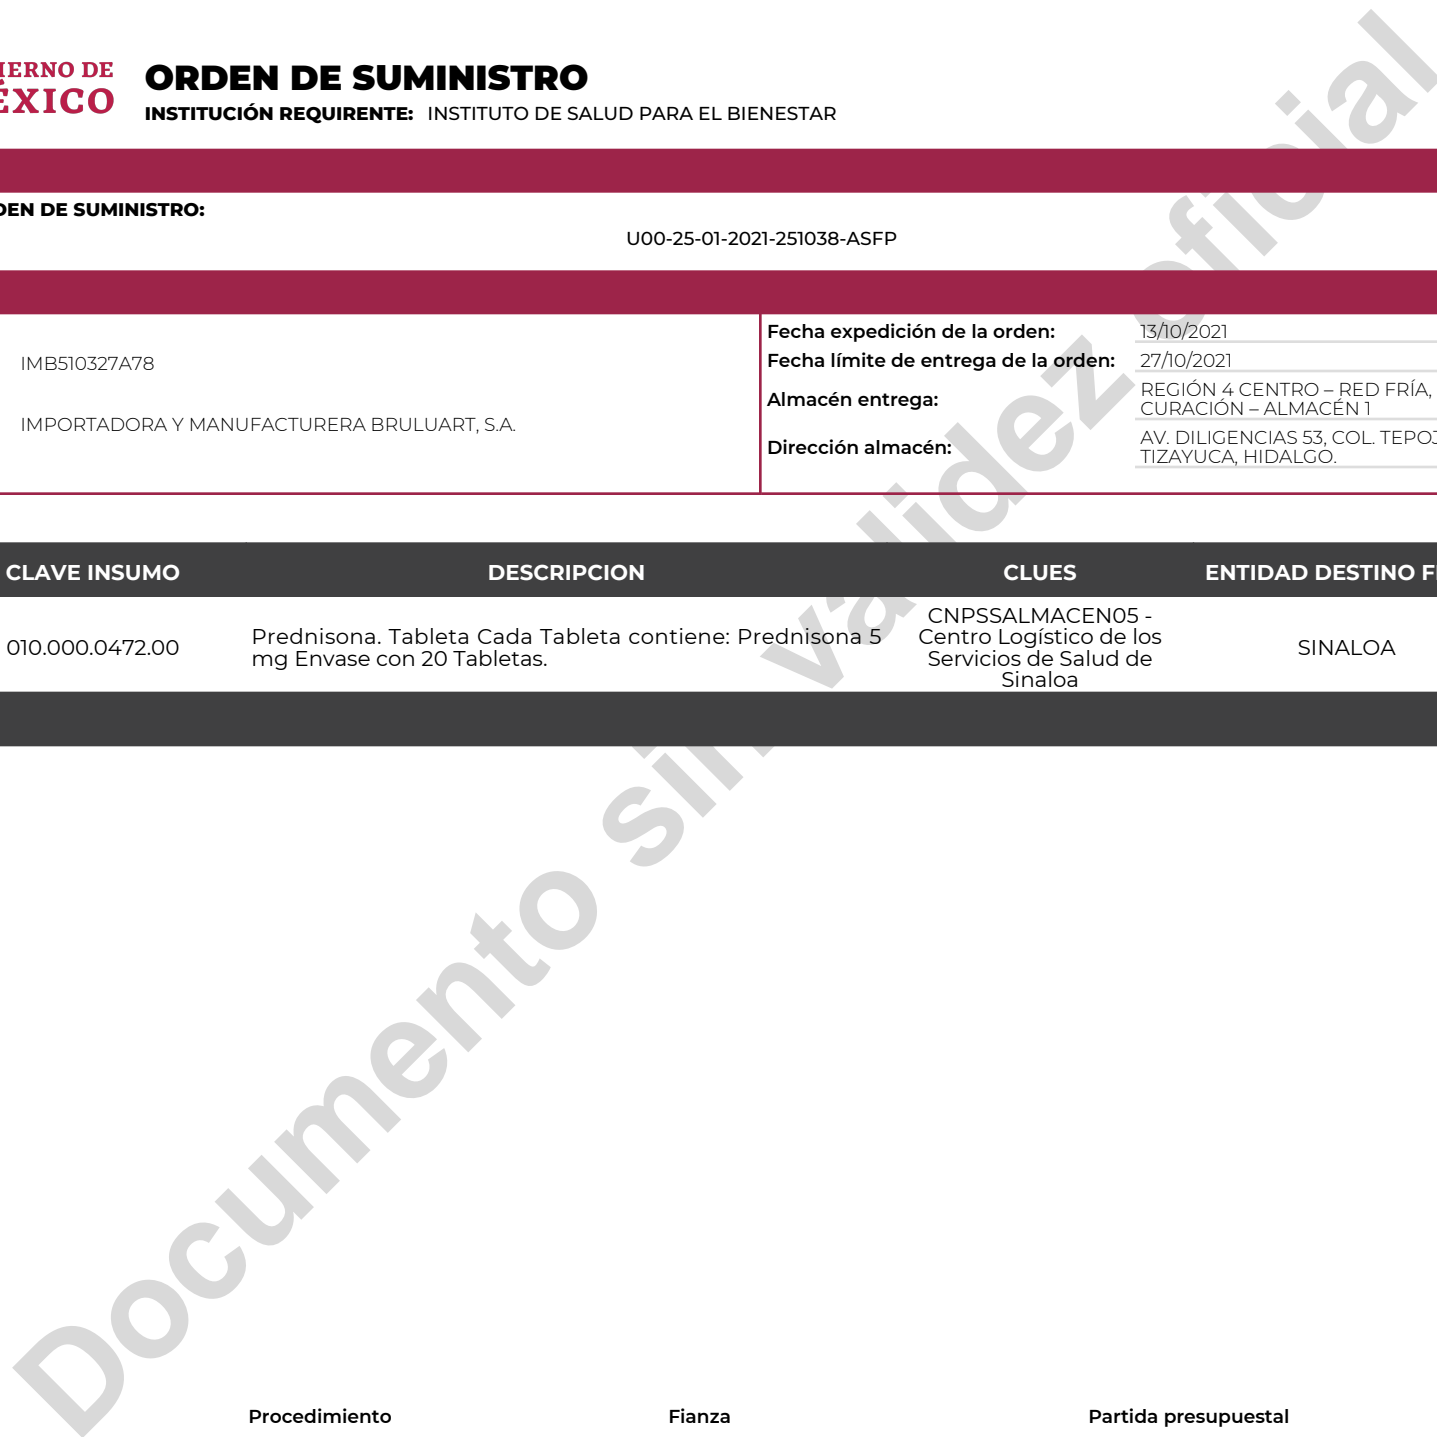 IERNO DE
ÉXICO
ORDEN DE SUMINISTRO
INSTITUCIÓN REQUIRENTE: INSTITUTO DE SALUD PARA EL BIENESTAR
DEN DE SUMINISTRO:
U00-25-01-2021-251038-ASFP
IMB510327A78
IMPORTADORA Y MANUFACTURERA BRULUART, S.A.
Fecha expedición de la orden: 13/10/2021
Fecha límite de entrega de la orden: 27/10/2021
Almacén entrega: REGIÓN 4 CENTRO – RED FRÍA,
CURACIÓN – ALMACÉN 1
Dirección almacén: AV. DILIGENCIAS 53, COL. TEPOJ
TIZAYUCA, HIDALGO.
CLAVE INSUMO DESCRIPCION CLUES ENTIDAD DESTINO FI
010.000.0472.00
Prednisona. Tableta Cada Tableta contiene: Prednisona 5
mg Envase con 20 Tabletas.
CNPSSALMACEN05 -
Centro Logístico de los
Servicios de Salud de
Sinaloa
SINALOA
Documento sin validez oficial
Procedimiento Fianza Partida presupuestal